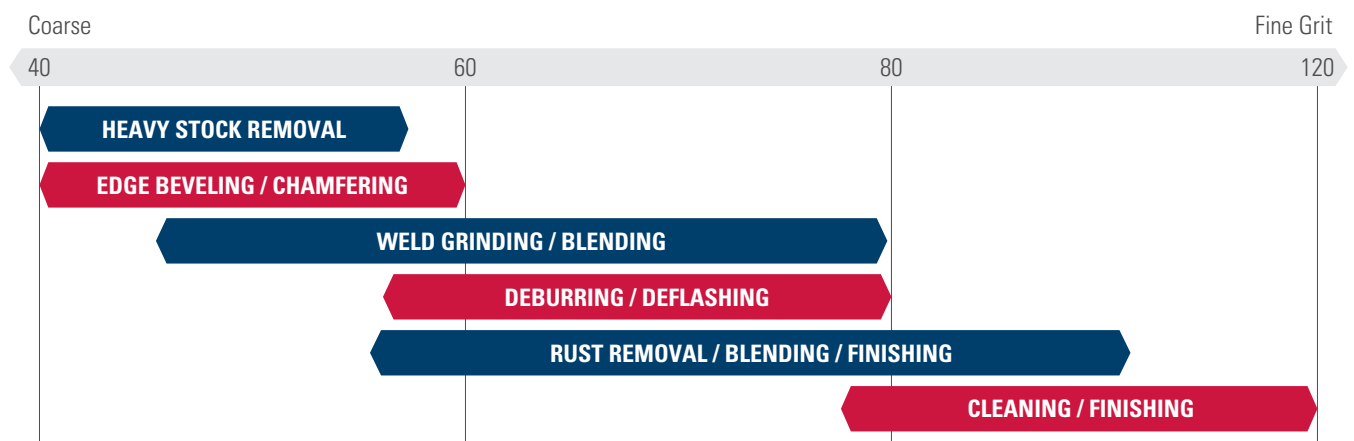 Coarse Fine Grit
40 60 80 120
HEAVY STOCK REMOVAL
EDGE BEVELING / CHAMFERING
WELD GRINDING / BLENDING
DEBURRING / DEFLASHING
RUST REMOVAL / BLENDING / FINISHING
CLEANING / FINISHING